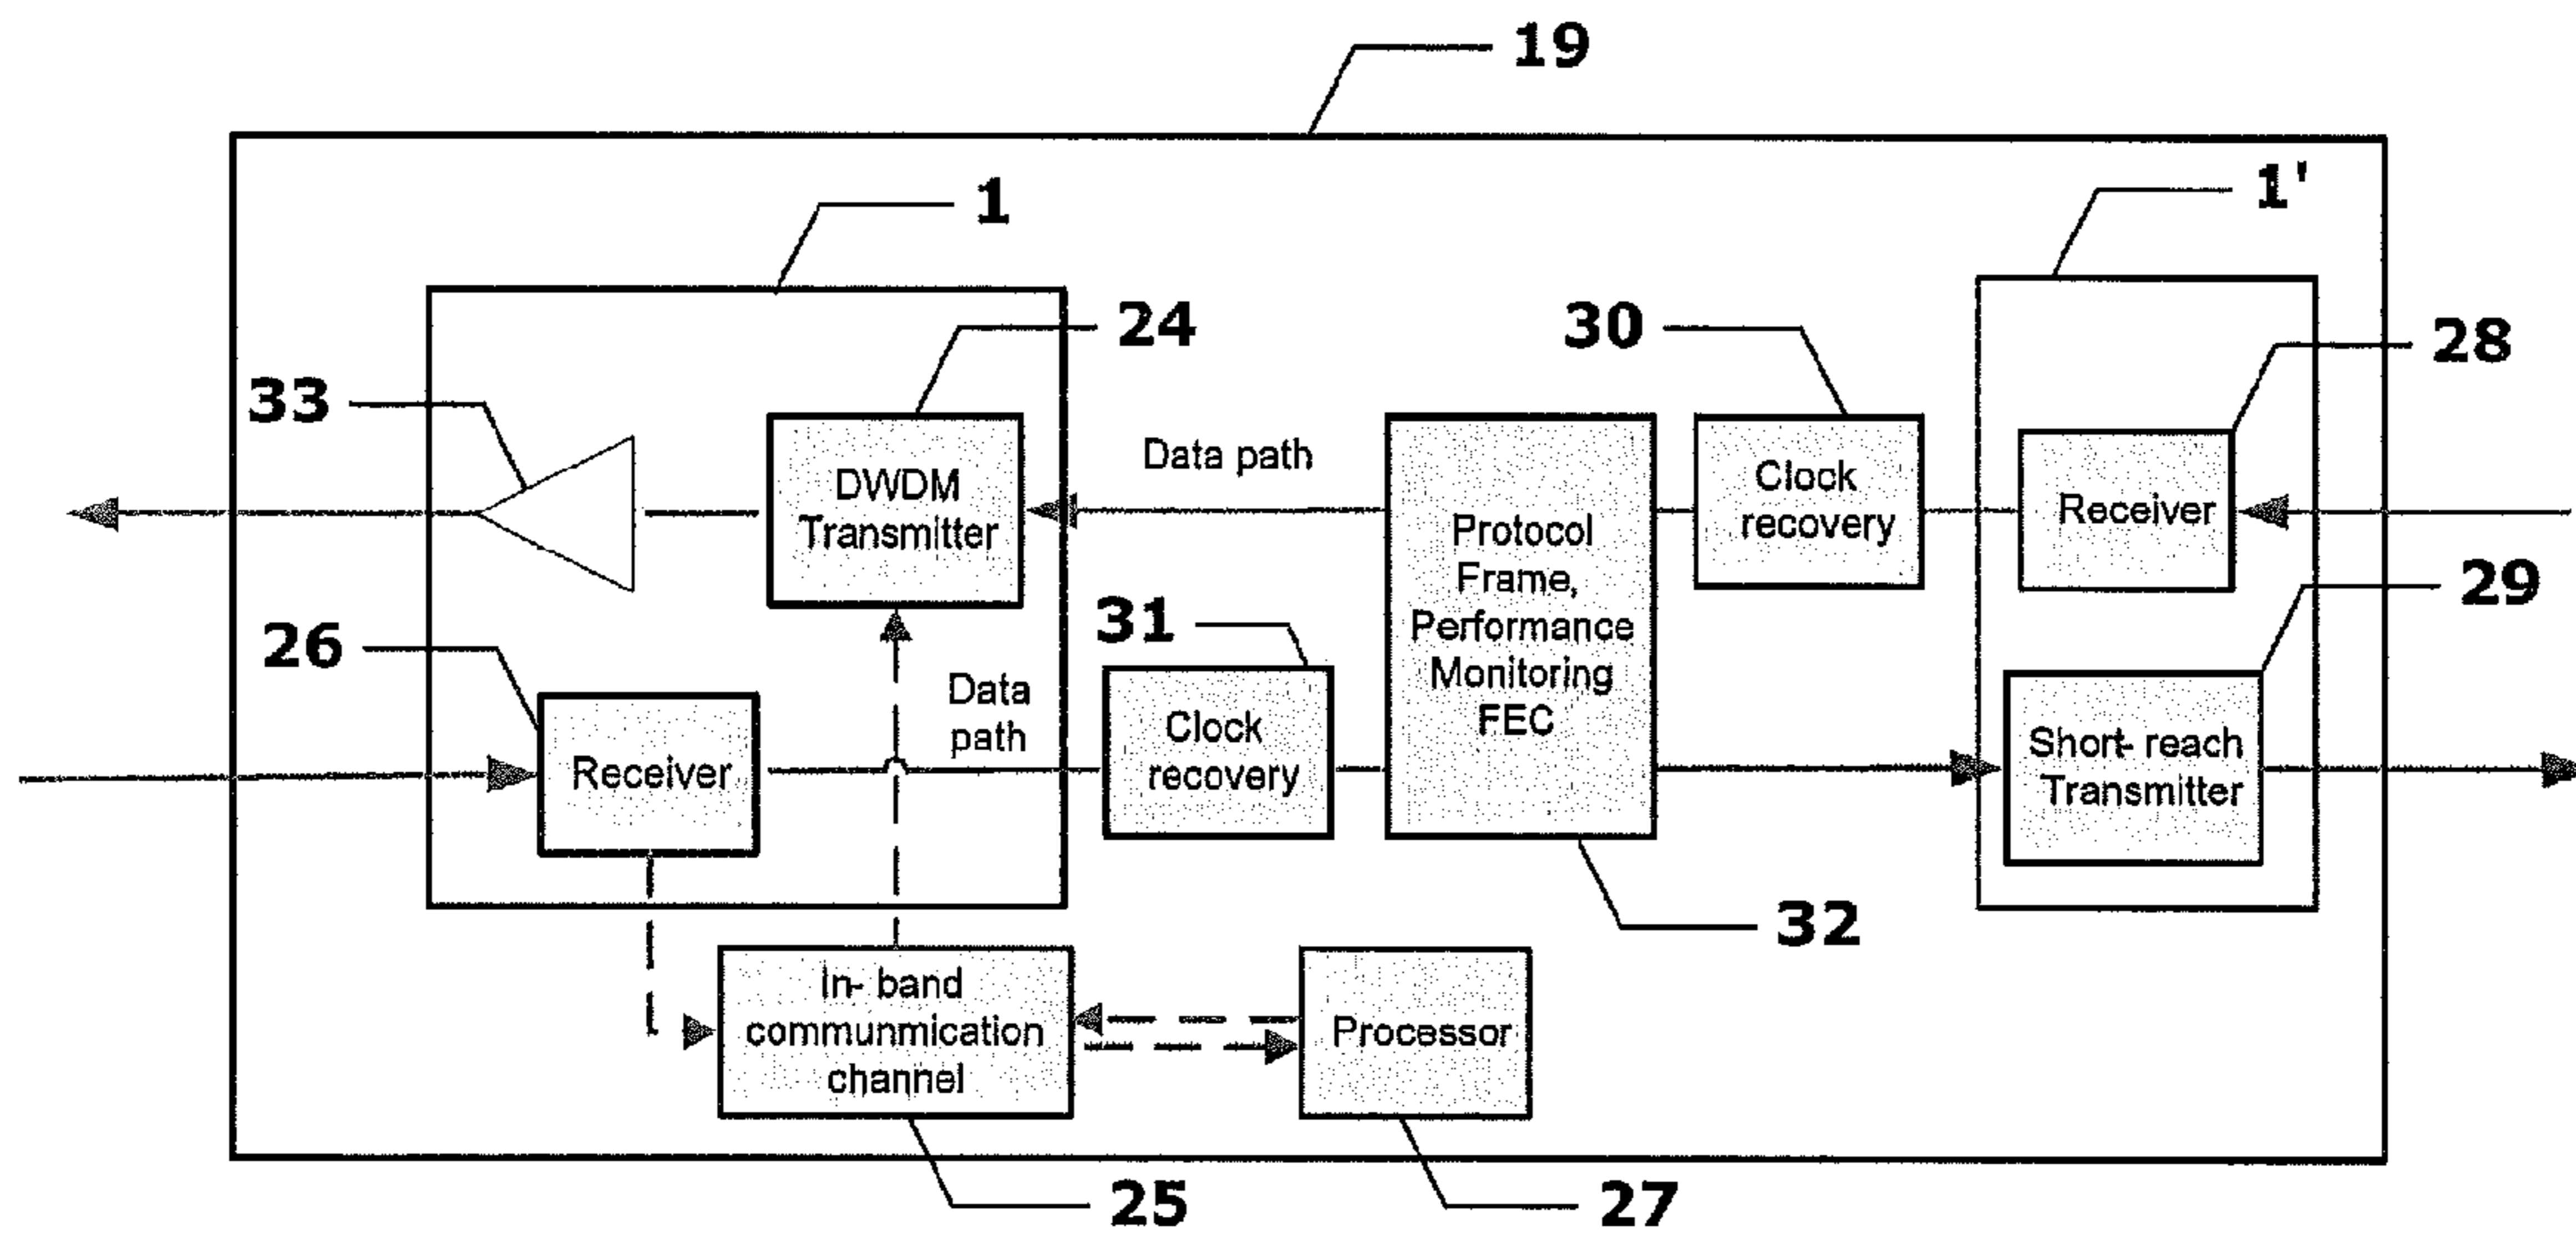 19
1
1'
24
30
28
33
Data path
DWDM
Transmitter
Clock
recovery
Receiver
Protocol
Frame,
Performance
Monitoring
FEC
29
31
26
Data
path
Receiver
Clock
recovery
Short- reach
Transmitter
32
In- band
communmication
channel
Processor
25
27